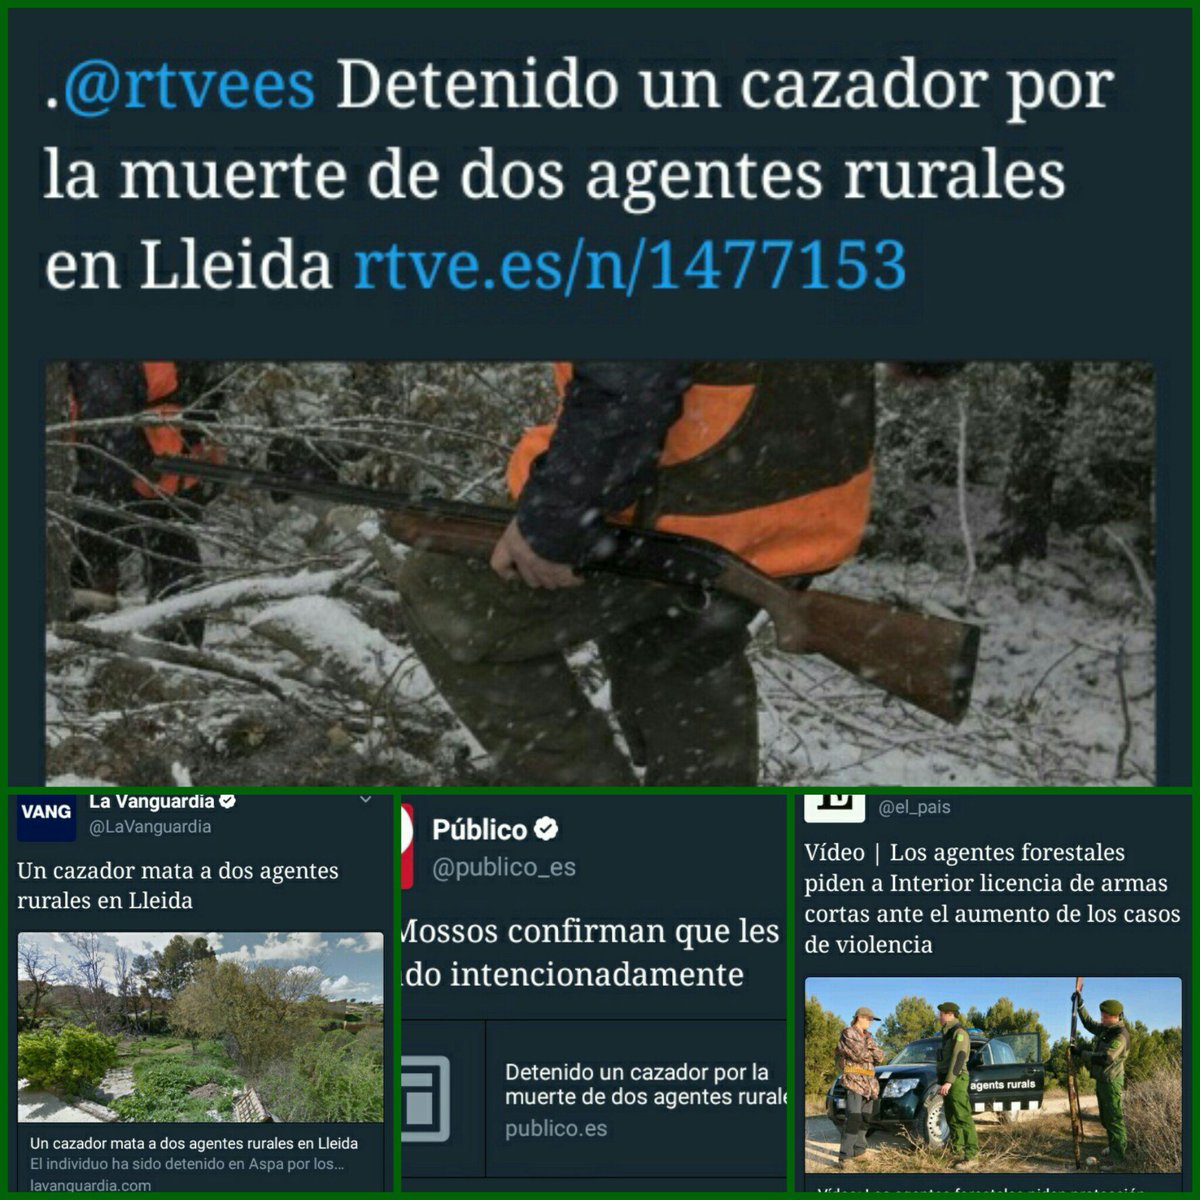 .@rtvees Detenido un cazador por
la muerte de dos agentes rurales
en Lleida rtve.es/n/1477153
VANG
La Vanguardia
@LaVanguardia
Un cazador mata a dos agentes
rurales en Lleida
Un cazador mata a dos agentes rurales en Lleida
El individuo ha sido detenido en Aspa por los...
lavanguardia.com
Público
@publico_es
Mossos confirman que les
do intencionadamente
Detenido un cazador por la
muerte de dos agentes rurale
publico.es
@el_pais
Vídeo | Los agentes forestales
piden a Interior licencia de armas
cortas ante el aumento de los casos
de violencia
agents rurals